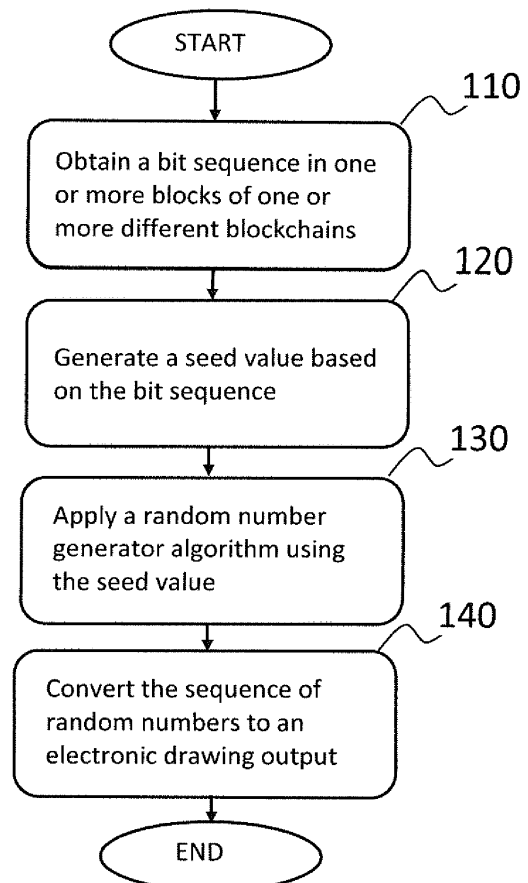 START
110
Obtain a bit sequence in one
or more blocks of one or
more different blockchains
120
Generate a seed value based
on the bit sequence
130
Apply a random number
generator algorithm using
the seed value
140
Convert the sequence of
random numbers to an
electronic drawing output
END